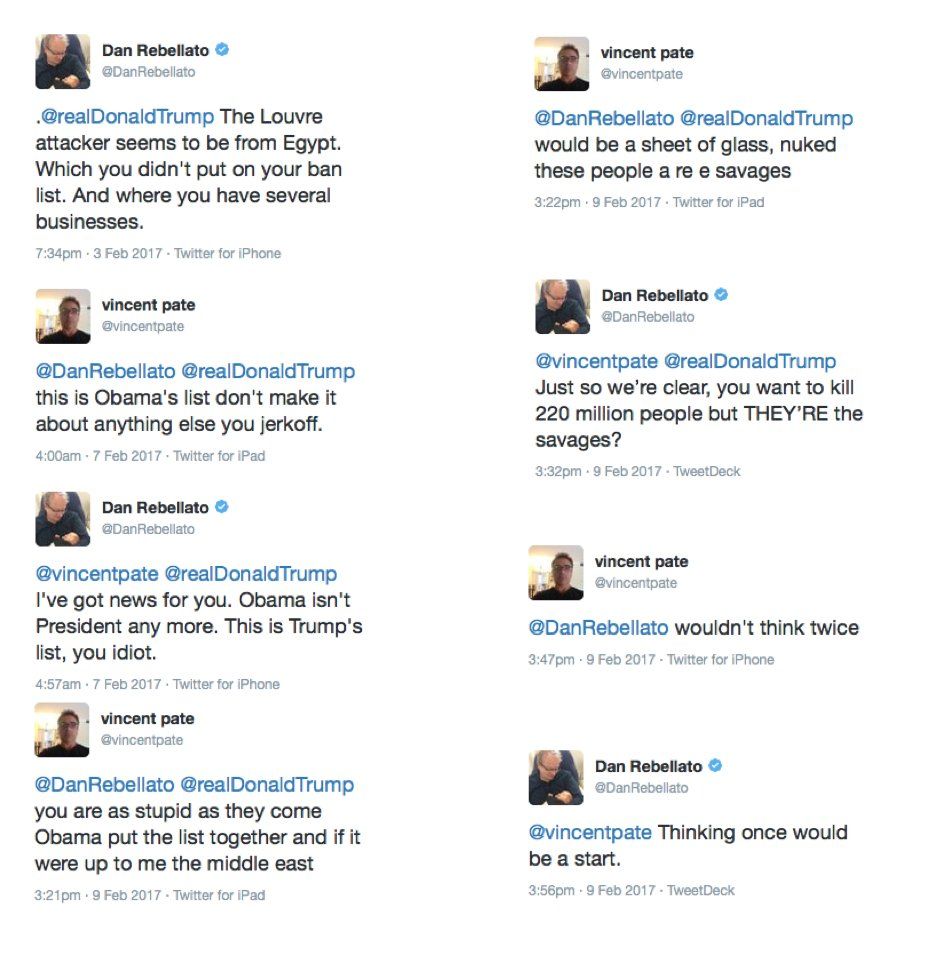 Dan Rebellato
@DanRebellato
.@realDonaldTrump The Louvre
attacker seems to be from Egypt.
Which you didn't put on your ban
list. And where you have several
businesses.
7:34pm · 3 Feb 2017 · Twitter for iPhone
vincent pate
@vincentpate
@DanRebellato @realDonaldTrump
this is Obama's list don't make it
about anything else you jerkoff.
4:00am · 7 Feb 2017 · Twitter for iPad
Dan Rebellato
@DanRebellato
@vincentpate @realDonaldTrump
I've got news for you. Obama isn't
President any more. This is Trump's
list, you idiot.
4:57am · 7 Feb 2017 · Twitter for iPhone
vincent pate
@vincentpate
@DanRebellato @realDonaldTrump
you are as stupid as they come
Obama put the list together and if it
were up to me the middle east
3:21pm · 9 Feb 2017 · Twitter for iPad
vincent pate
@vincentpate
@DanRebellato @realDonaldTrump
would be a sheet of glass, nuked
these people a re e savages
3:22pm · 9 Feb 2017 · Twitter for iPad
Dan Rebellato
@DanRebellato
@vincentpate @realDonaldTrump
Just so we’re clear, you want to kill
220 million people but THEY’RE the
savages?
3:32pm · 9 Feb 2017 · TweetDeck
vincent pate
@vincentpate
@DanRebellato wouldn't think twice
3:47pm · 9 Feb 2017 · Twitter for iPhone
Dan Rebellato
@DanRebellato
@vincentpate Thinking once would
be a start.
3:56pm · 9 Feb 2017 · TweetDeck